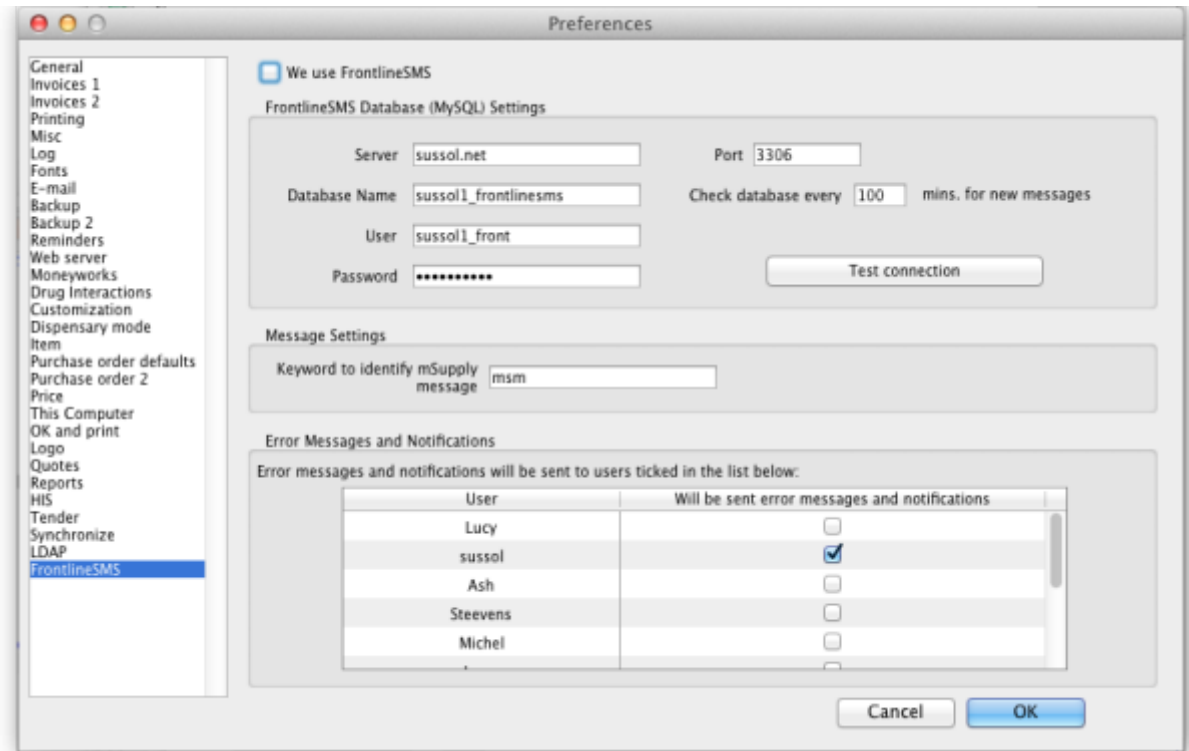 Preferences
General
Invoices 1
Invoices 2
Printing
Misc
Log
Fonts
E-mail
Backup
Backup 2
Reminders
Web server
Moneyworks
Drug Interactions
Customization
Dispensary mode
Item
Purchase order defaults
Purchase order 2
Price
This Computer
OK and print
Logo
Quotes
Reports
HIS
Tender
Synchronize
LDAP
FrontlineSMS
We use FrontlineSMS
FrontlineSMS Database (MySQL) Settings
Server sussol.net Port 3306
Database Name sussol1_frontlinesms Check database every 100 mins. for new messages
User sussol1_front
Password •••••••••• Test connection
Message Settings
Keyword to identify mSupply
message msm
Error Messages and Notifications
Error messages and notifications will be sent to users ticked in the list below:
User Will be sent error messages and notifications
Lucy
sussol
Ash
Steevens
Michel
Cancel OK